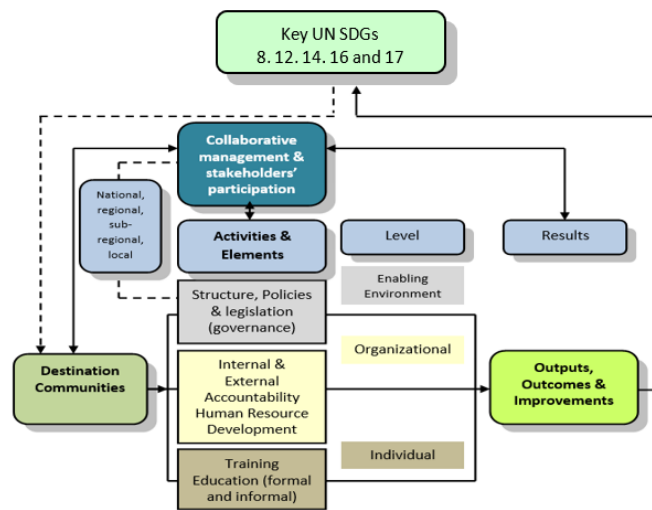 Key UN SDGs
8. 12. 14. 16 and 17
Collaborative
management &
stakeholders'
participation
National,
regional,
sub-
regional,
local
Activities &
Elements
Level
Results
Structure, Policies
& legislation
(governance)
Enabling
Environment
Internal &
External
Accountability
Human Resource
Development
Organizational
Destination
Communities
Outputs,
Outcomes &
Improvements
Training
Education (formal
and informal)
Individual